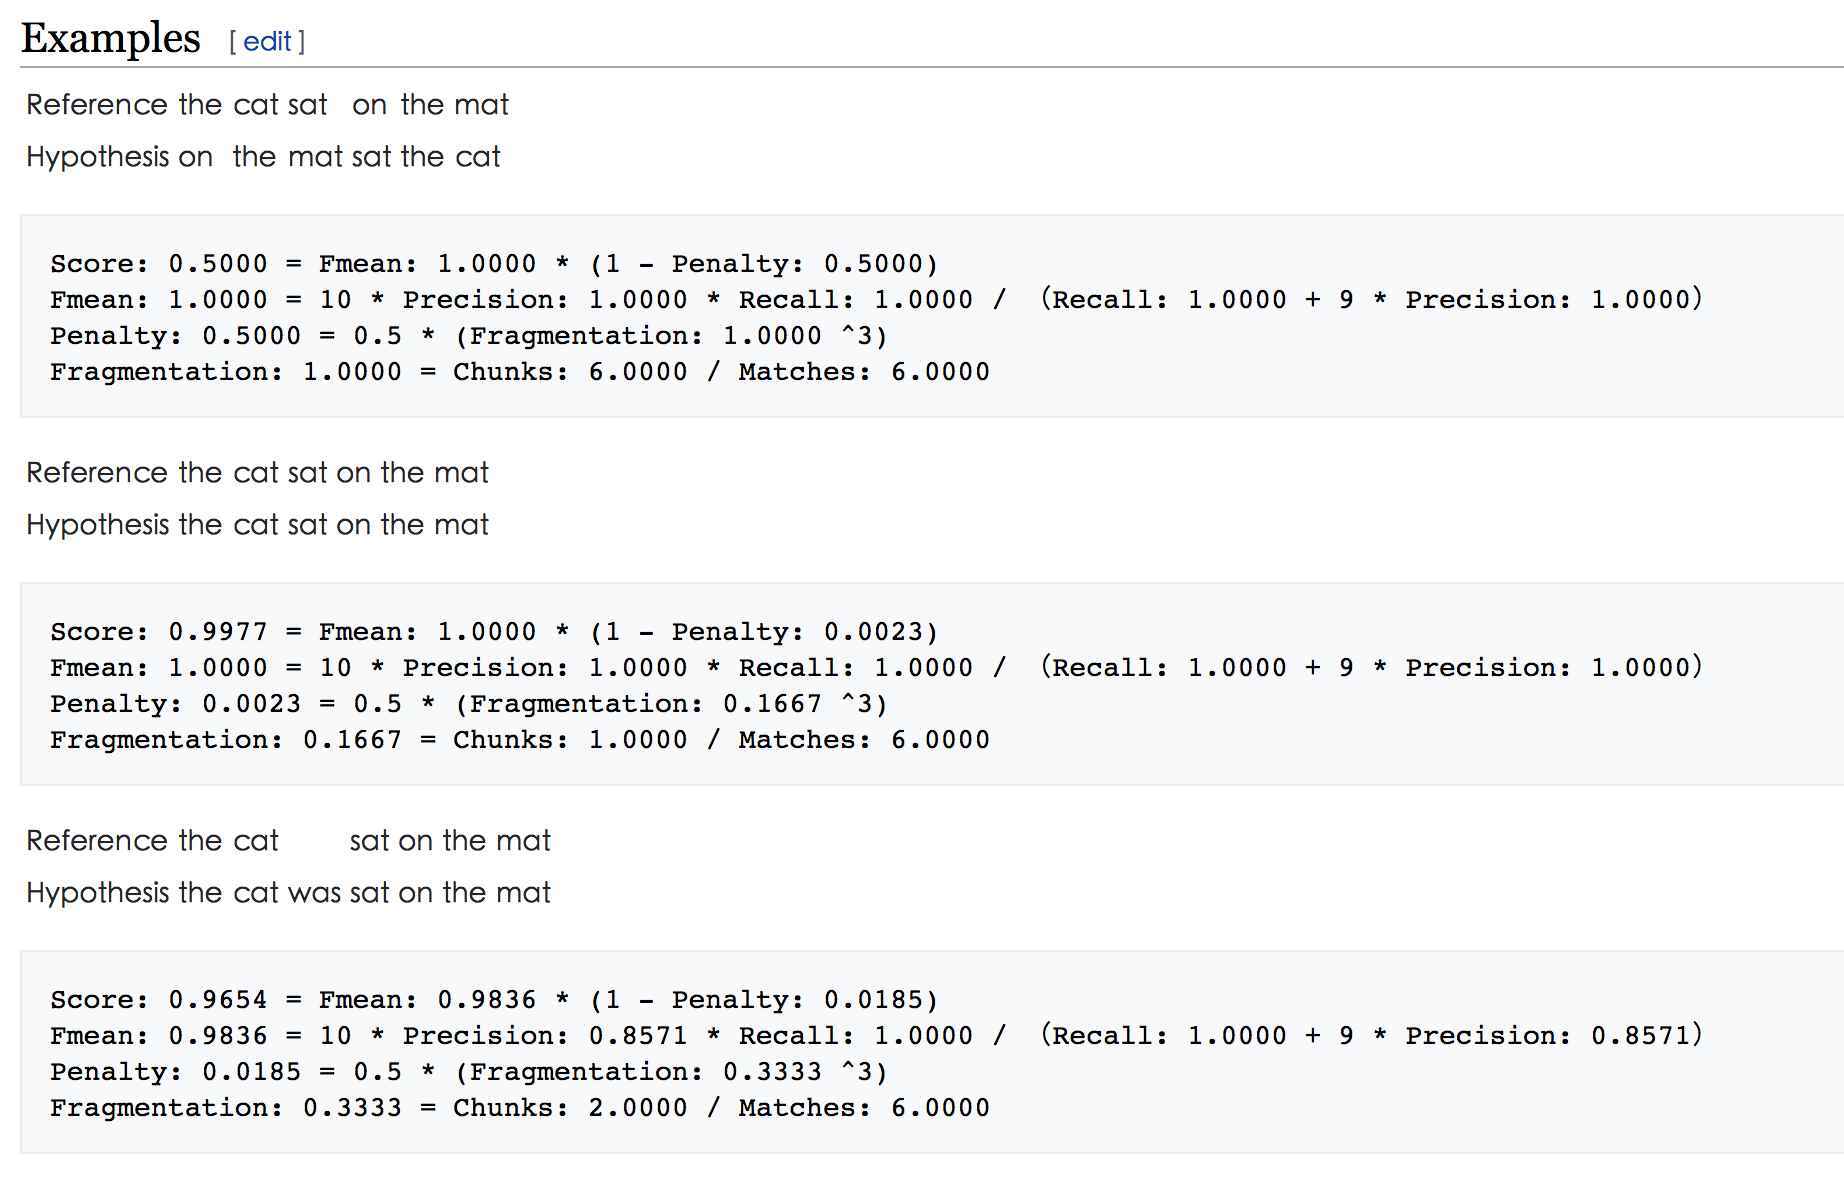 Examples [ edit ]
Reference the cat sat on the mat
Hypothesis on the mat sat the cat
Score: 0.5000 = Fmean: 1.0000 * (1 − Penalty: 0.5000)
Fmean: 1.0000 = 10 * Precision: 1.0000 * Recall: 1.0000 / （Recall: 1.0000 + 9 * Precision: 1.0000）
Penalty: 0.5000 = 0.5 * (Fragmentation: 1.0000 ^3)
Fragmentation: 1.0000 = Chunks: 6.0000 / Matches: 6.0000
Reference the cat sat on the mat
Hypothesis the cat sat on the mat
Score: 0.9977 = Fmean: 1.0000 * (1 − Penalty: 0.0023)
Fmean: 1.0000 = 10 * Precision: 1.0000 * Recall: 1.0000 / （Recall: 1.0000 + 9 * Precision: 1.0000）
Penalty: 0.0023 = 0.5 * (Fragmentation: 0.1667 ^3)
Fragmentation: 0.1667 = Chunks: 1.0000 / Matches: 6.0000
Reference the cat sat on the mat
Hypothesis the cat was sat on the mat
Score: 0.9654 = Fmean: 0.9836 * (1 − Penalty: 0.0185)
Fmean: 0.9836 = 10 * Precision: 0.8571 * Recall: 1.0000 / （Recall: 1.0000 + 9 * Precision: 0.8571）
Penalty: 0.0185 = 0.5 * (Fragmentation: 0.3333 ^3)
Fragmentation: 0.3333 = Chunks: 2.0000 / Matches: 6.0000